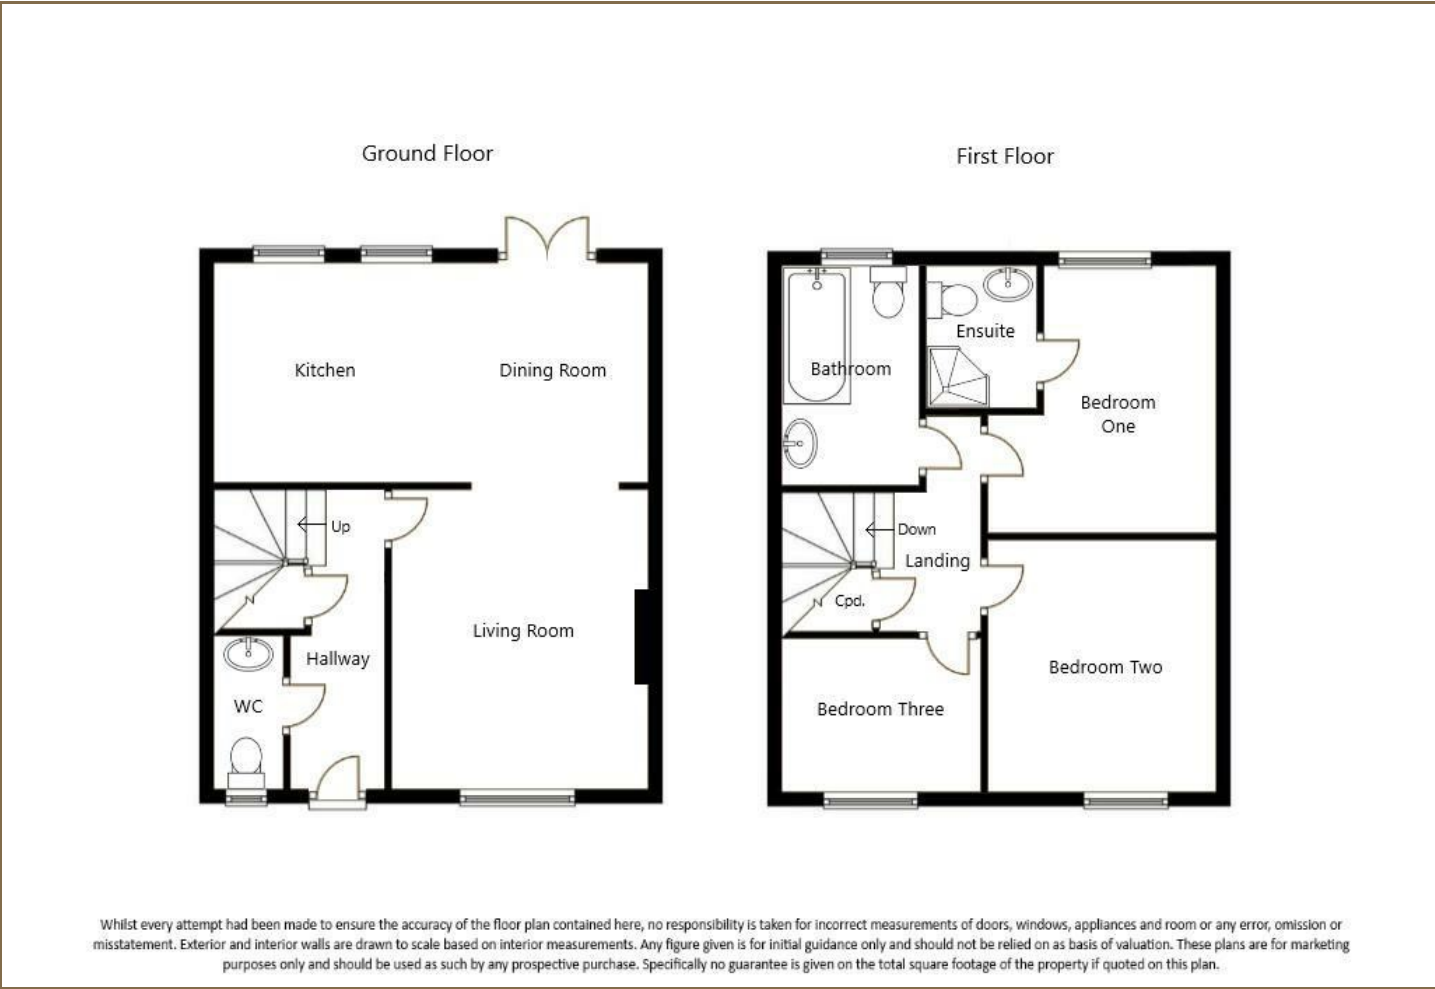 Ground Floor
First Floor
Kitchen
Dining Room
Up
Living Room
Hallway
WC
Bathroom
Ensuite
Bedroom
One
Down
Landing
Cpd.
Bedroom Two
Bedroom Three
Whilst every attempt had been made to ensure the accuracy of the floor plan contained here, no responsibility is taken for incorrect measurements of doors, windows, appliances and room or any error, omission or
misstatement. Exterior and interior walls are drawn to scale based on interior measurements. Any figure given is for initial guidance only and should not be relied on as basis of valuation. These plans are for marketing
purposes only and should be used as such by any prospective purchase. Specifically no guarantee is given on the total square footage of the property if quoted on this plan.